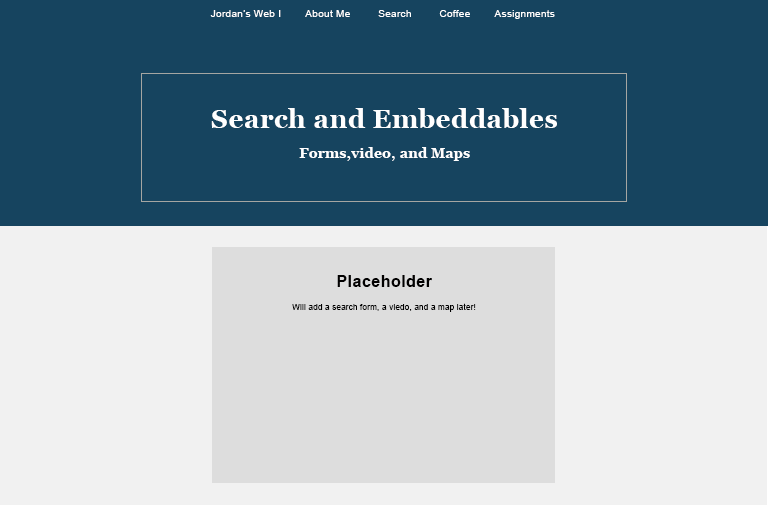 Jordan's Web I About Me Search Coffee Assignments
Search and Embeddables
Forms,video, and Maps
Placeholder
Will add a search form, a viedo, and a map later!